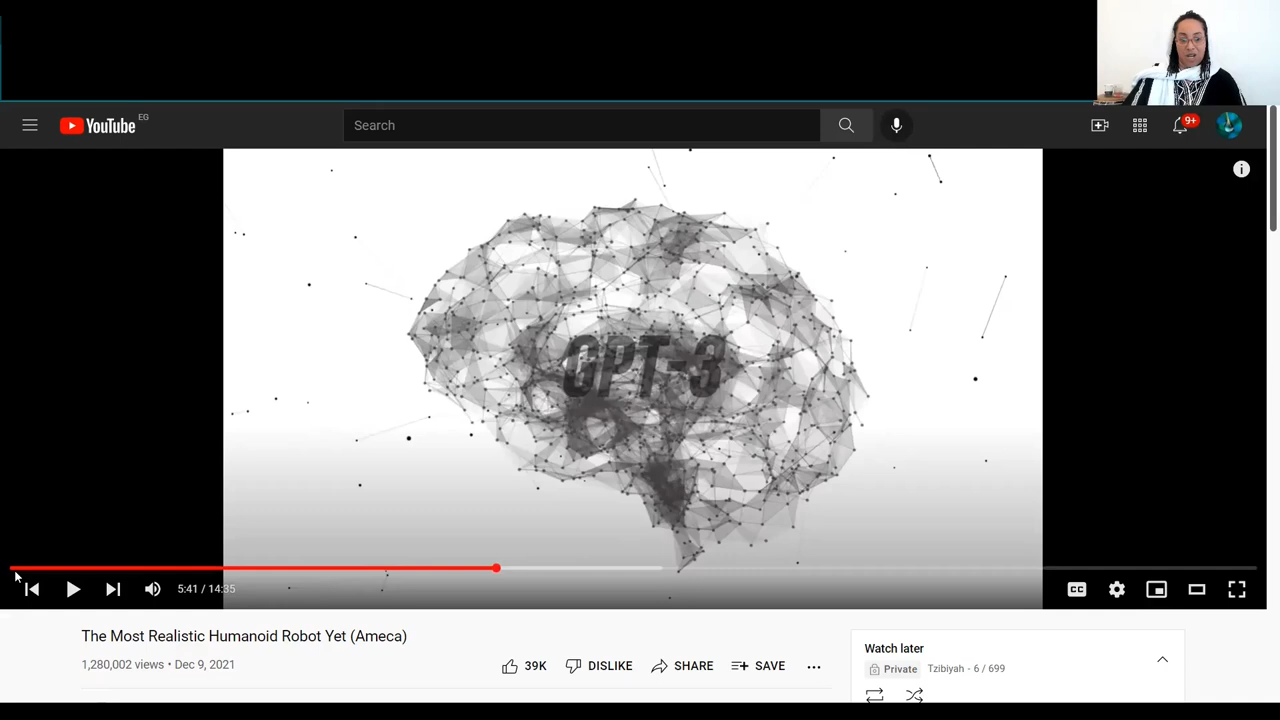 YouTube EG
Search
9+
GPT-3
5:41 / 14:35
CC
The Most Realistic Humanoid Robot Yet (Ameca)
1,280,002 views • Dec 9, 2021
39K DISLIKE SHARE SAVE
Watch later
Private Tzibiyah - 6 / 699